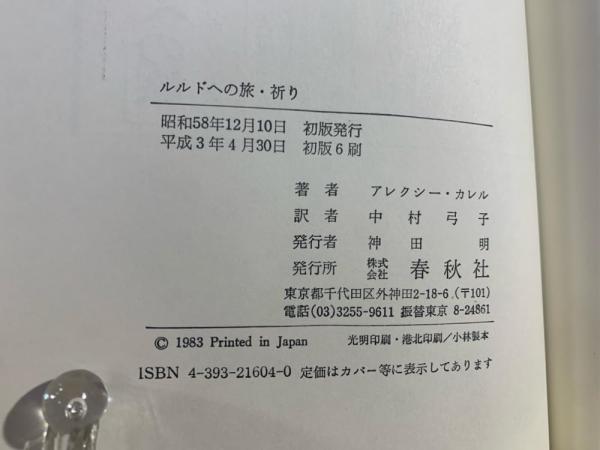 ルルドへの旅・祈り
昭和58年12月10日 初版発行
平成3年4月30日 初版6刷
著者 アレクシー・カレル
訳者 中村弓子
発行者 神田明
発行所 株式会社 春秋社
東京都千代田区外神田2-18-6 (〒101)
電話(03)3255-9611 振替東京 8-24861
© 1983 Printed in Japan 光明印刷・港北印刷/小林製本
ISBN 4-393-21604-0 定価はカバー等に表示してあります